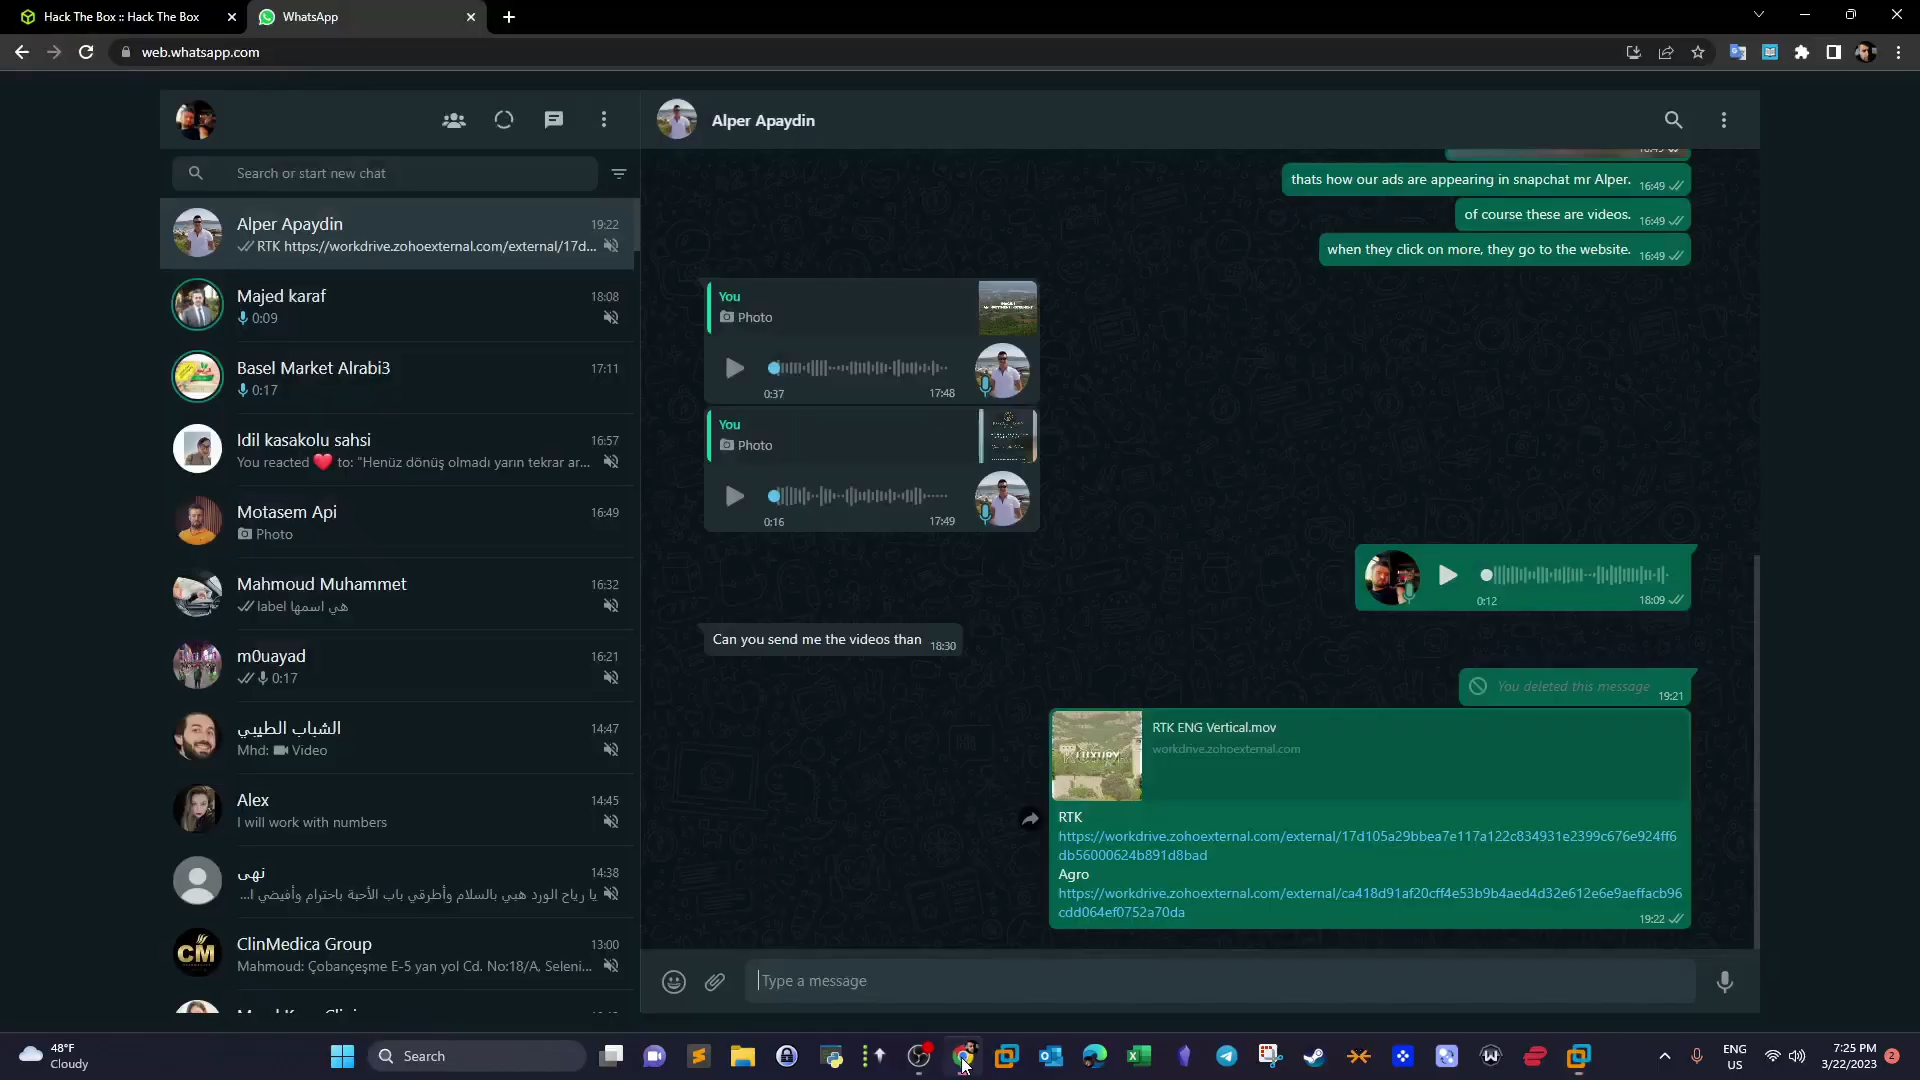 Hack The Box :: Hack The Box
WhatsApp
web.whatsapp.com
Alper Apaydin
Search or start new chat
Alper Apaydin
19:22
RTK https://workdrive.zohoexternal.com/external/17d...
Majed karaf
18:08
0:09
Basel Market Alrabi3
17:11
0:17
Idil kasakolu sahsi
16:57
You reacted ❤️ to: "Henüz dönüş olmadı yarın tekrar ar...
Motasem Api
16:49
Photo
Mahmoud Muhammet
16:32
هي اسمها label
m0uayad
16:21
0:17
الشباب الطليبي
14:47
Mhd: Video
Alex
14:45
I will work with numbers
نهى
14:38
يا رياح الورد هبي بالسلام وأطرقي باب الأحبة باحترام وأفيضي ا...
ClinMedica Group
13:00
Mahmoud: Çobançeşme E-5 yan yol Cd. No:18/A, Seleni...
16:49
thats how our ads are appearing in snapchat mr Alper.
16:49
of course these are videos.
16:49
when they click on more, they go to the website.
16:49
You
Photo
0:37
17:48
You
Photo
0:16
17:49
0:12
18:09
Can you send me the videos than
18:30
You deleted this message
19:21
LUXURY
RTK ENG Vertical.mov
workdrive.zohoexternal.com
RTK
https://workdrive.zohoexternal.com/external/17d105a29bbea7e117a122c834931e2399c676e924ff6
db56000624b891d8bad
Agro
https://workdrive.zohoexternal.com/external/ca418d91af20cff4e53b9b4aed4d32e612e6e9aeffacb96
cdd064ef0752a70da
19:22
Type a message
48°F
Cloudy
Search
ENG
US
7:25 PM
3/22/2023
2